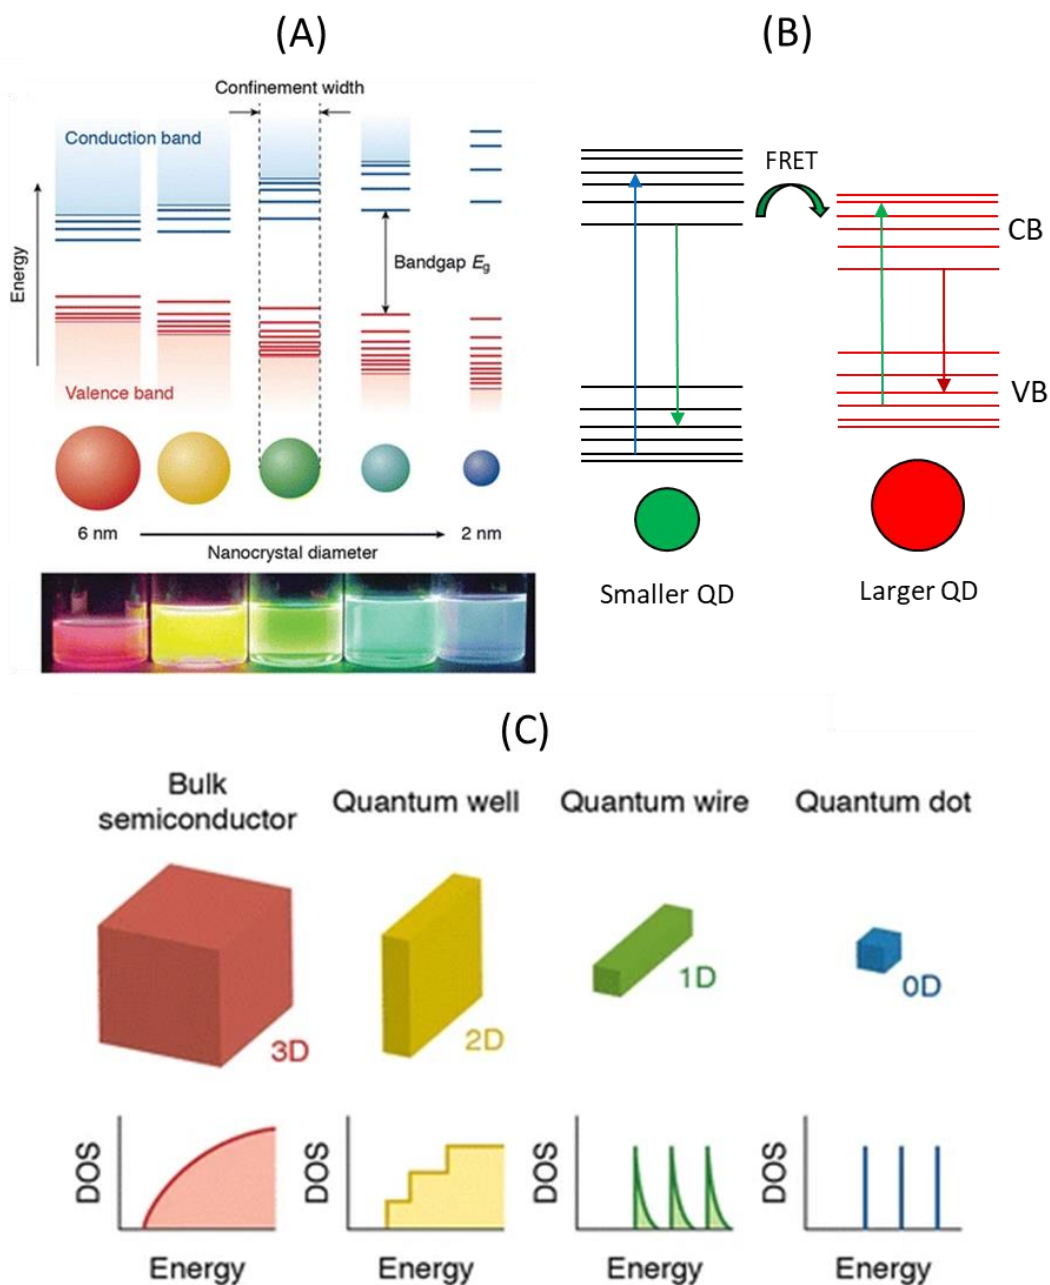 (A)
Confinement width
Conduction band
Energy
Bandgap Eg
Valence band
6 nm
2 nm
Nanocrystal diameter
(B)
FRET
CB
VB
Smaller QD
Larger QD
(C)
Bulk
semiconductor
Quantum well
Quantum wire
Quantum dot
3D
2D
1D
0D
DOS
DOS
DOS
DOS
Energy
Energy
Energy
Energy